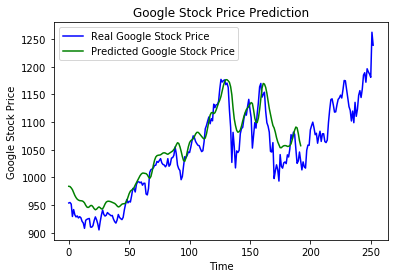 Google Stock Price Prediction
Real Google Stock Price
Predicted Google Stock Price
Google Stock Price
1250
1200
1150
1100
1050
1000
950
900
0
50
100
150
200
250
Time